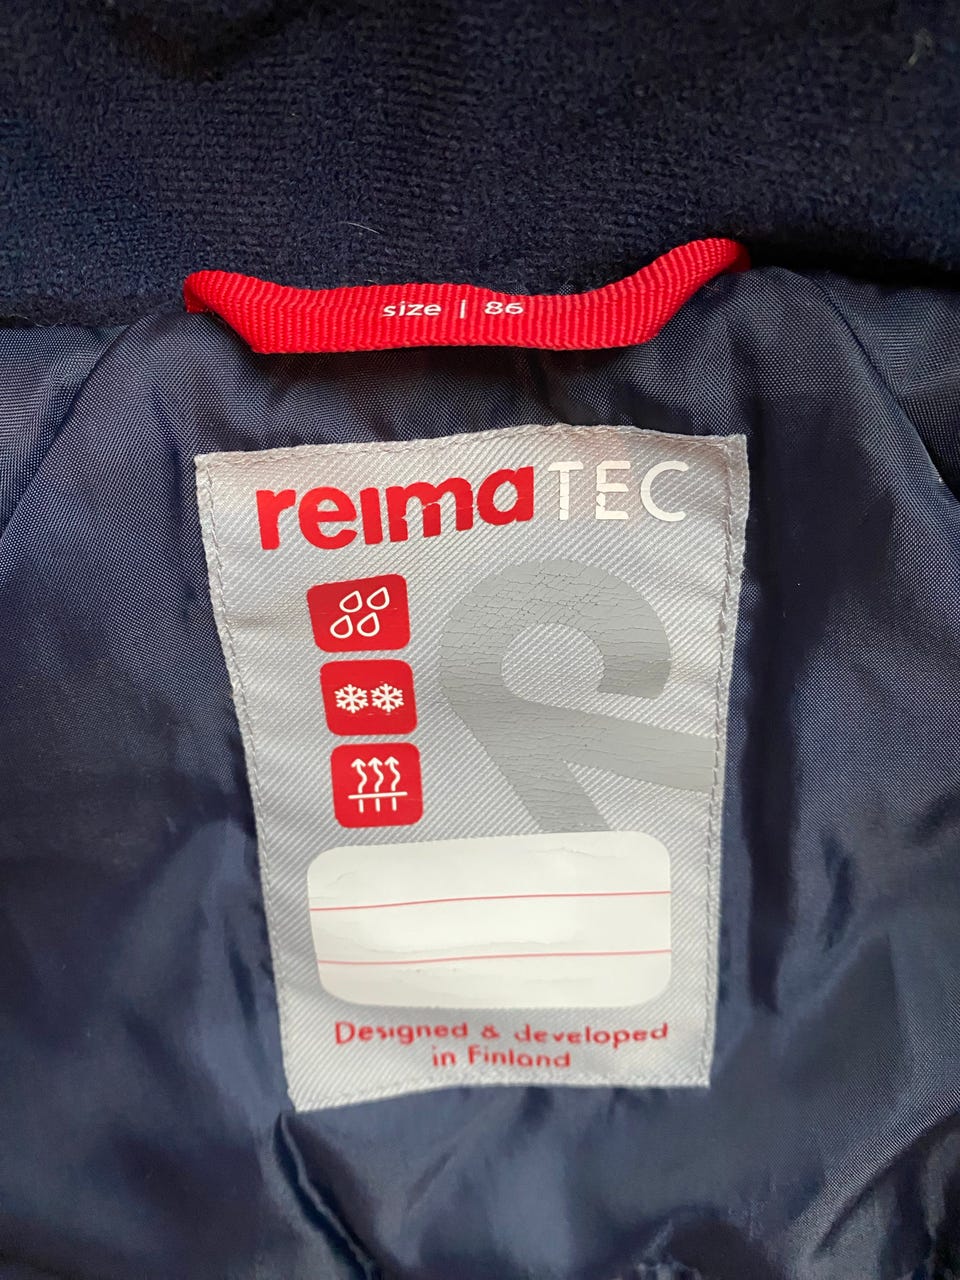 size | 86
reimaTEC
Designed & developed
in Finland